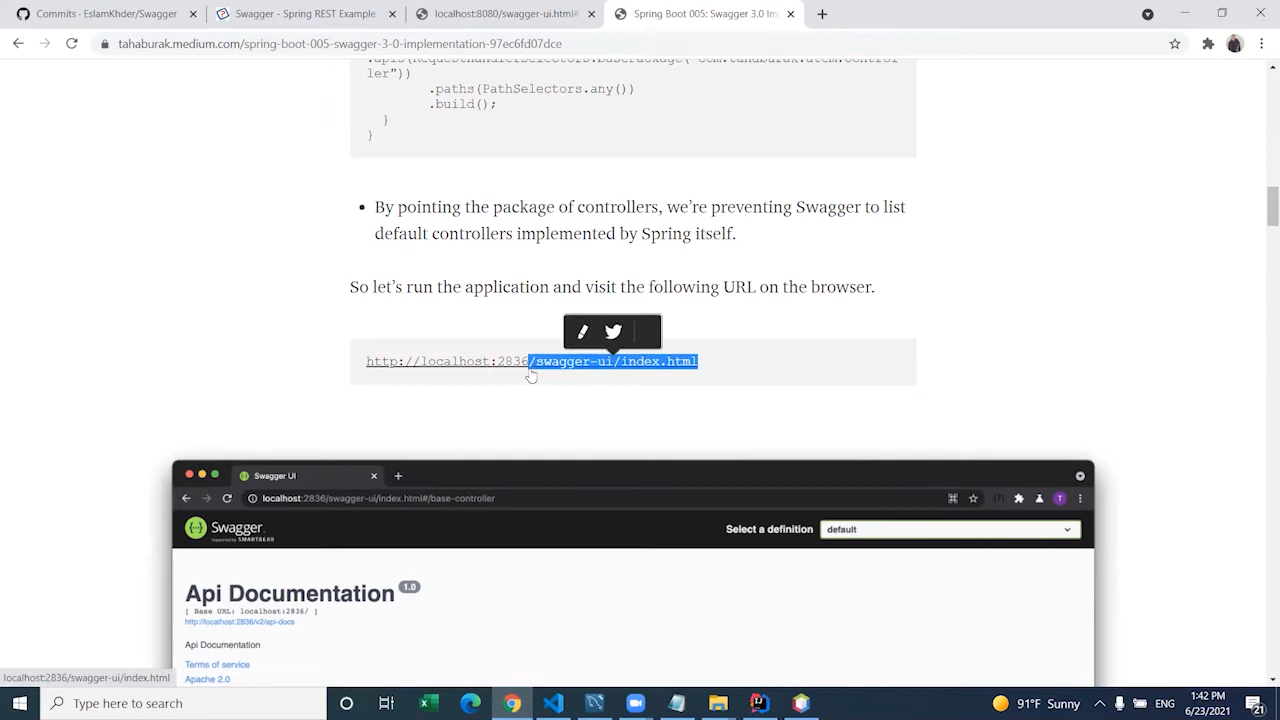 Commits · EslamKhder/Swagger
Swagger - Spring REST Example
localhost:8080/swagger-ui.html#
Spring Boot 005: Swagger 3.0 Im
tahaburak.medium.com/spring-boot-005-swagger-3-0-implementation-97ec6fd07dce
ler"))
.paths(PathSelectors.any())
.build();
}
}
By pointing the package of controllers, we're preventing Swagger to list
default controllers implemented by Spring itself.
So let's run the application and visit the following URL on the browser.
http://localhost:2836/swagger-ui/index.html
Swagger UI
localhost:2836/swagger-ui/index.html#/base-controller
Swagger
Supported by SMARTBEAR
Select a definition
default
T
Api Documentation 1.0
[ Base URL: localhost:2836/ ]
http://localhost:2836/v2/api-docs
Api Documentation
Terms of service
Apache 2.0
localhost:2836/swagger-ui/index.html
Type here to search
91°F Sunny
ENG
1:42 PM
6/23/2021
21